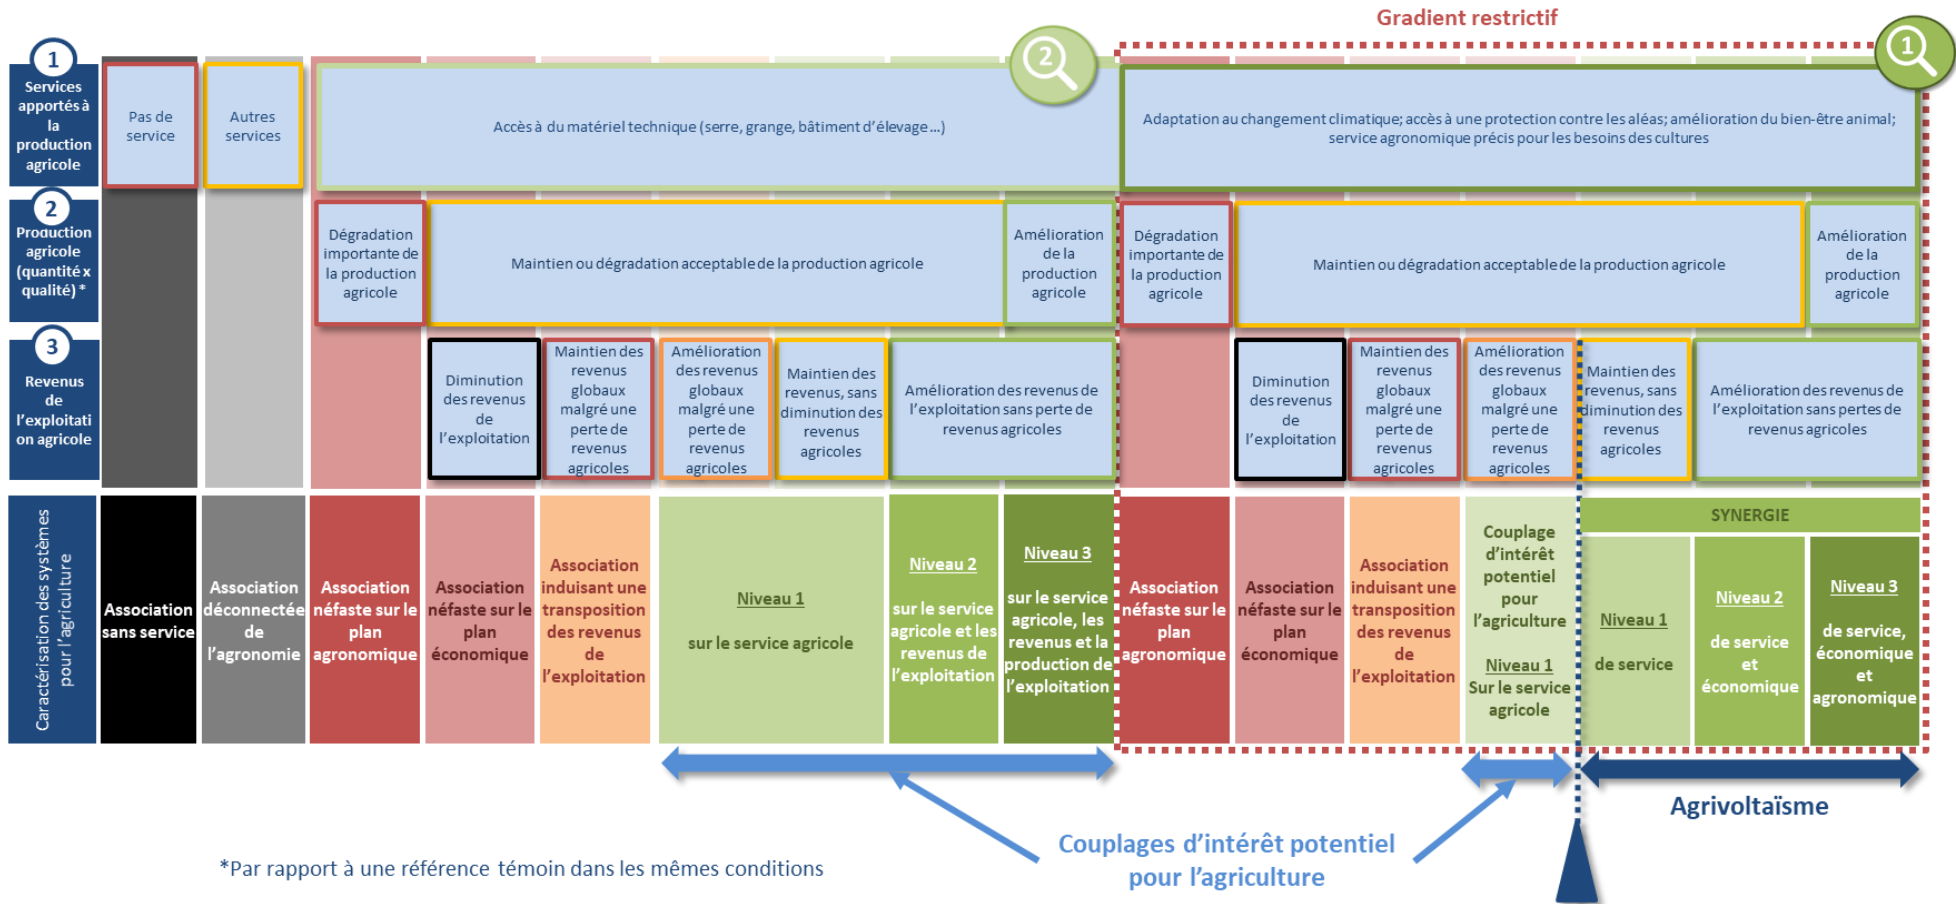 Gradient restrictif
1
2
1
Services
apportés à
la
production
agricole
Pas de
service
Autres
services
Accès à du matériel technique (serre, grange, bâtiment d’élevage …)
Adaptation au changement climatique; accès à une protection contre les aléas; amélioration du bien-être animal;
service agronomique précis pour les besoins des cultures
2
Production
agricole
(quantité x
qualité) *
Dégradation
importante de
la production
agricole
Maintien ou dégradation acceptable de la production agricole
Amélioration
de la
production
agricole
Dégradation
importante de
la production
agricole
Maintien ou dégradation acceptable de la production agricole
Amélioration
de la
production
agricole
3
Revenus
de
l’exploitati
on agricole
Diminution
des revenus
de
l’exploitation
Maintien des
revenus
globaux
malgré une
perte de
revenus
agricoles
Amélioration
des revenus
globaux
malgré une
perte de
revenus
agricoles
Maintien des
revenus, sans
diminution des
revenus
agricoles
Amélioration des revenus de
l’exploitation sans perte de
revenus agricoles
Diminution
des revenus
de
l’exploitation
Maintien des
revenus
globaux
malgré une
perte de
revenus
agricoles
Amélioration
des revenus
globaux
malgré une
perte de
revenus
agricoles
Maintien des
revenus, sans
diminution des
revenus
agricoles
Amélioration des revenus de
l’exploitation sans pertes de
revenus agricoles
Caractérisation des systèmes
pour l’agriculture
Association
sans service
Association
déconnectée
de
l’agronomie
Association
néfaste sur le
plan
agronomique
Association
néfaste sur le
plan
économique
Association
induisant une
transposition
des revenus
de
l’exploitation
Niveau 1
sur le service agricole
Niveau 2
sur le service
agricole et les
revenus de
l’exploitation
Niveau 3
sur le service
agricole, les
revenus et la
production de
l’exploitation
Association
néfaste sur le
plan
agronomique
Association
néfaste sur le
plan
économique
Association
induisant une
transposition
des revenus
de
l’exploitation
Couplage
d’intérêt
potentiel
pour
l’agriculture
Niveau 1
Sur le service
agricole
SYNERGIE
Niveau 1
de service
Niveau 2
de service
et
économique
Niveau 3
de service,
économique
et
agronomique
Agrivoltaïsme
Couplages d’intérêt potentiel
pour l’agriculture
*Par rapport à une référence témoin dans les mêmes conditions